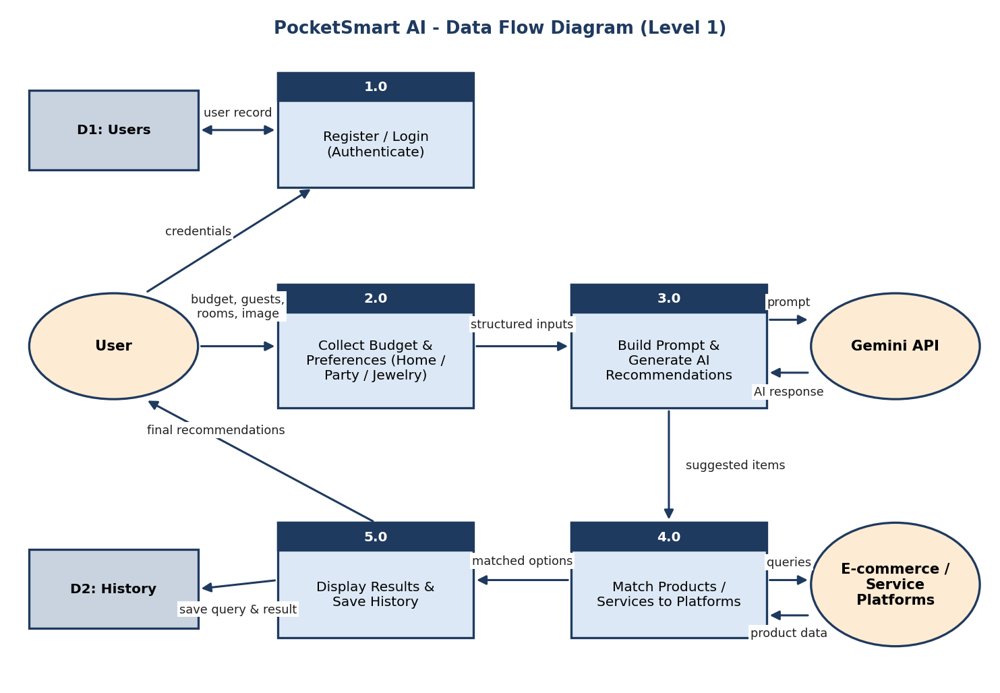 PocketSmart AI - Data Flow Diagram (Level 1)
1.0
D1: Users
user record
Register / Login
(Authenticate)
credentials
budget, guests,
rooms, image
2.0
3.0
prompt
structured inputs
User
Collect Budget &
Preferences (Home /
Party / Jewelry)
Build Prompt &
Generate AI
Recommendations
Gemini API
AI response
final recommendations
suggested items
5.0
4.0
matched options
queries
D2: History
Display Results &
Save History
Match Products /
Services to Platforms
E-commerce /
Service
Platforms
save query & result
product data